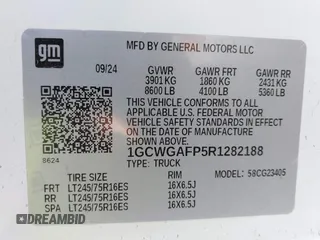 gm
MFD BY GENERAL MOTORS LLC
09/24 GVWR GAWR FRT GAWR RR
3901 KG 1860 KG 2431 KG
8600 LB 4100 LB 5360 LB
THIS VEHICLE CONFORMS TO ALL
APPLICABLE U.S. FEDERAL MOTOR
VEHICLE SAFETY STANDARDS IN
EFFECT ON THE DATE OF
MANUFACTURE SHOWN ABOVE.
1GCWGAFP5R1282188
8624 TYPE: TRUCK 58CG23405
TIRE SIZE RIM
FRT LT245/75R16ES 16X6.5J
RR LT245/75R16ES 16X6.5J
SPA LT245/75R16ES 16X6.5J
DREAMBID